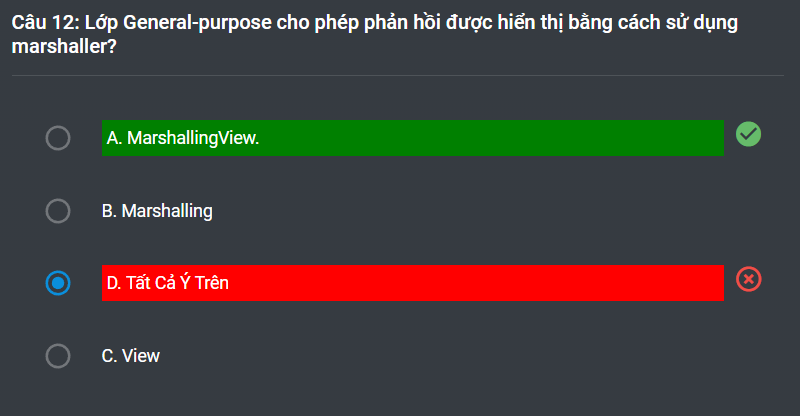 Câu 12: Lớp General-purpose cho phép phản hồi được hiển thị bằng cách sử dụng
marshaller?
A. MarshallingView.
B. Marshalling
D. Tất Cả Ý Trên
C. View